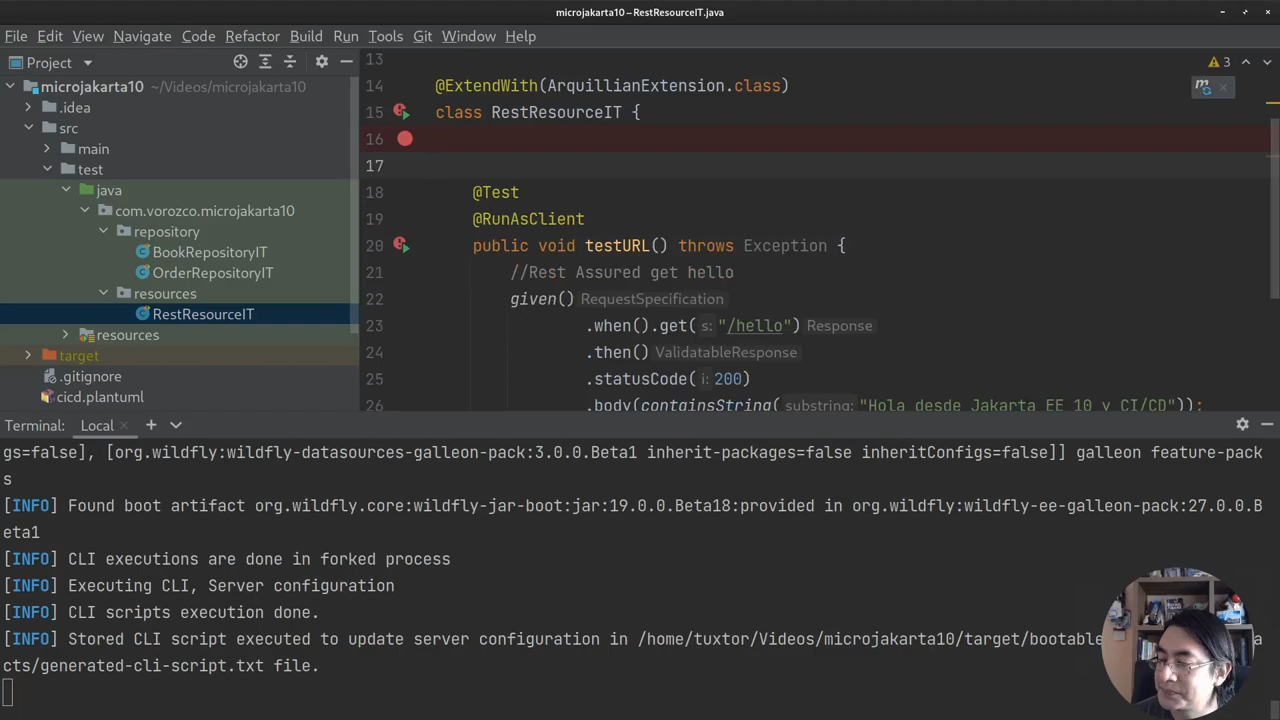 microjakarta10 – RestResourceIT.java
File Edit View Navigate Code Refactor Build Run Tools Git Window Help
Project
microjakarta10 ~/Videos/microjakarta10
.idea
src
main
test
java
com.vorozco.microjakarta10
repository
BookRepositoryIT
OrderRepositoryIT
resources
RestResourceIT
resources
target
.gitignore
cicd.plantuml
3
13
14 @ExtendWith(ArquillianExtension.class)
15 class RestResourceIT {
16
17
18 @Test
19 @RunAsClient
20 public void testURL() throws Exception {
21 //Rest Assured get hello
22 given() RequestSpecification
23 .when().get( s: "/hello") Response
24 .then() ValidatableResponse
25 .statusCode( i: 200)
26 .body(containsString( substring: "Hola desde Jakarta EE 10 y CI/CD"));
Terminal: Local
gs=false], [org.wildfly:wildfly-datasources-galleon-pack:3.0.0.Beta1 inherit-packages=false inheritConfigs=false]] galleon feature-pack
s
[INFO] Found boot artifact org.wildfly.core:wildfly-jar-boot:jar:19.0.0.Beta18:provided in org.wildfly:wildfly-ee-galleon-pack:27.0.0.B
eta1
[INFO] CLI executions are done in forked process
[INFO] Executing CLI, Server configuration
[INFO] CLI scripts execution done.
[INFO] Stored CLI script executed to update server configuration in /home/tuxtor/Videos/microjakarta10/target/bootable
cts/generated-cli-script.txt file.